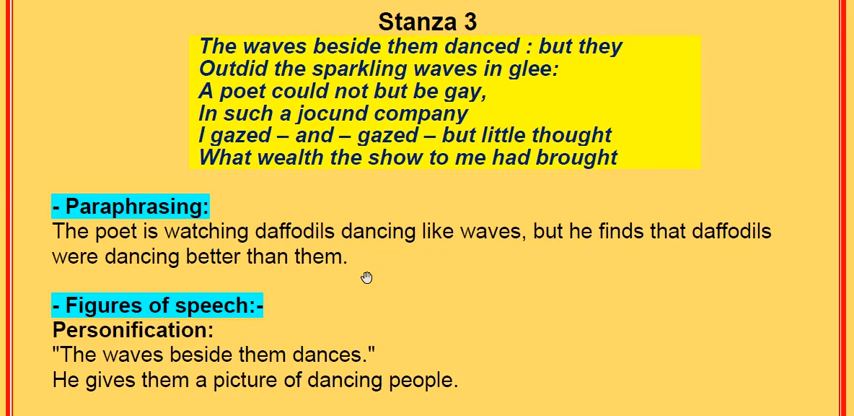 Stanza 3
The waves beside them danced : but they
Outdid the sparkling waves in glee:
A poet could not but be gay,
In such a jocund company
I gazed – and – gazed – but little thought
What wealth the show to me had brought
- Paraphrasing:
The poet is watching daffodils dancing like waves, but he finds that daffodils
were dancing better than them.
- Figures of speech:-
Personification:
"The waves beside them dances."
He gives them a picture of dancing people.